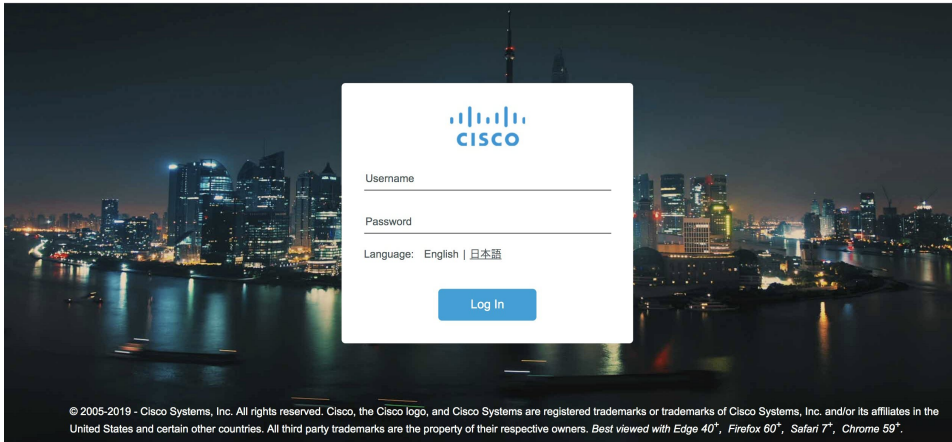 CISCO
Username
Password
Language: English | 日本語
Log In
© 2005-2019 - Cisco Systems, Inc. All rights reserved. Cisco, the Cisco logo, and Cisco Systems are registered trademarks or trademarks of Cisco Systems, Inc. and/or its affiliates in the
United States and certain other countries. All third party trademarks are the property of their respective owners. Best viewed with Edge 40+, Firefox 60+, Safari 7+, Chrome 59+.